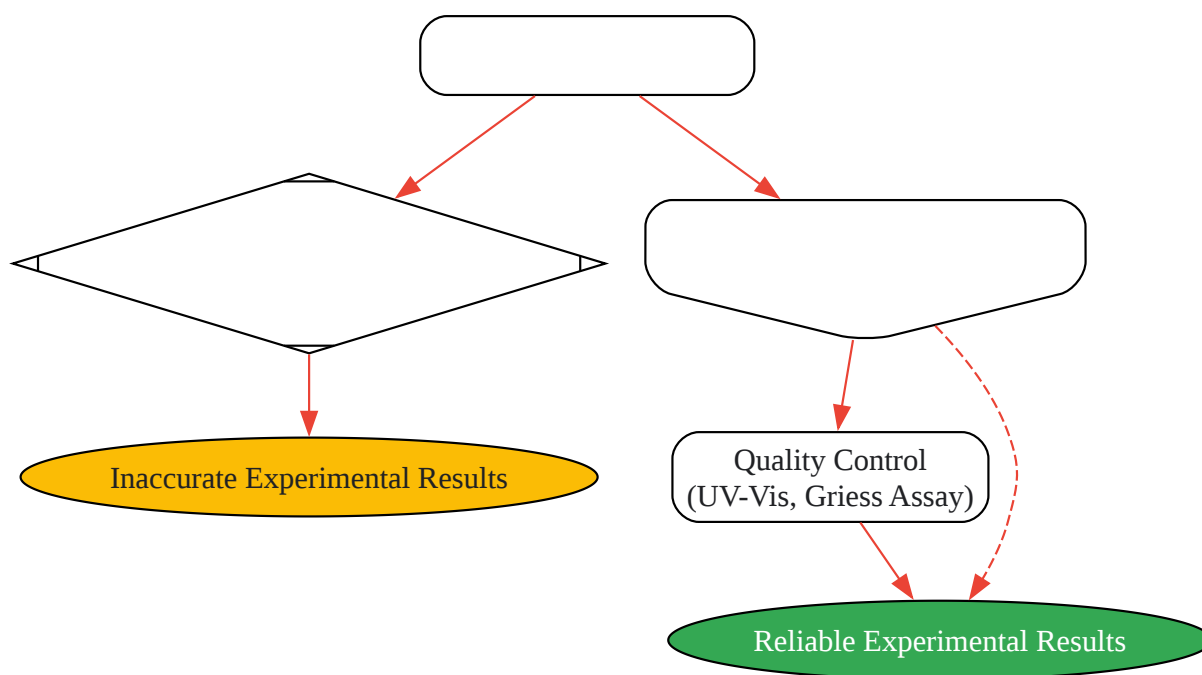 Inaccurate Experimental Results
Quality Control
(UV-Vis, Griess Assay)
Reliable Experimental Results